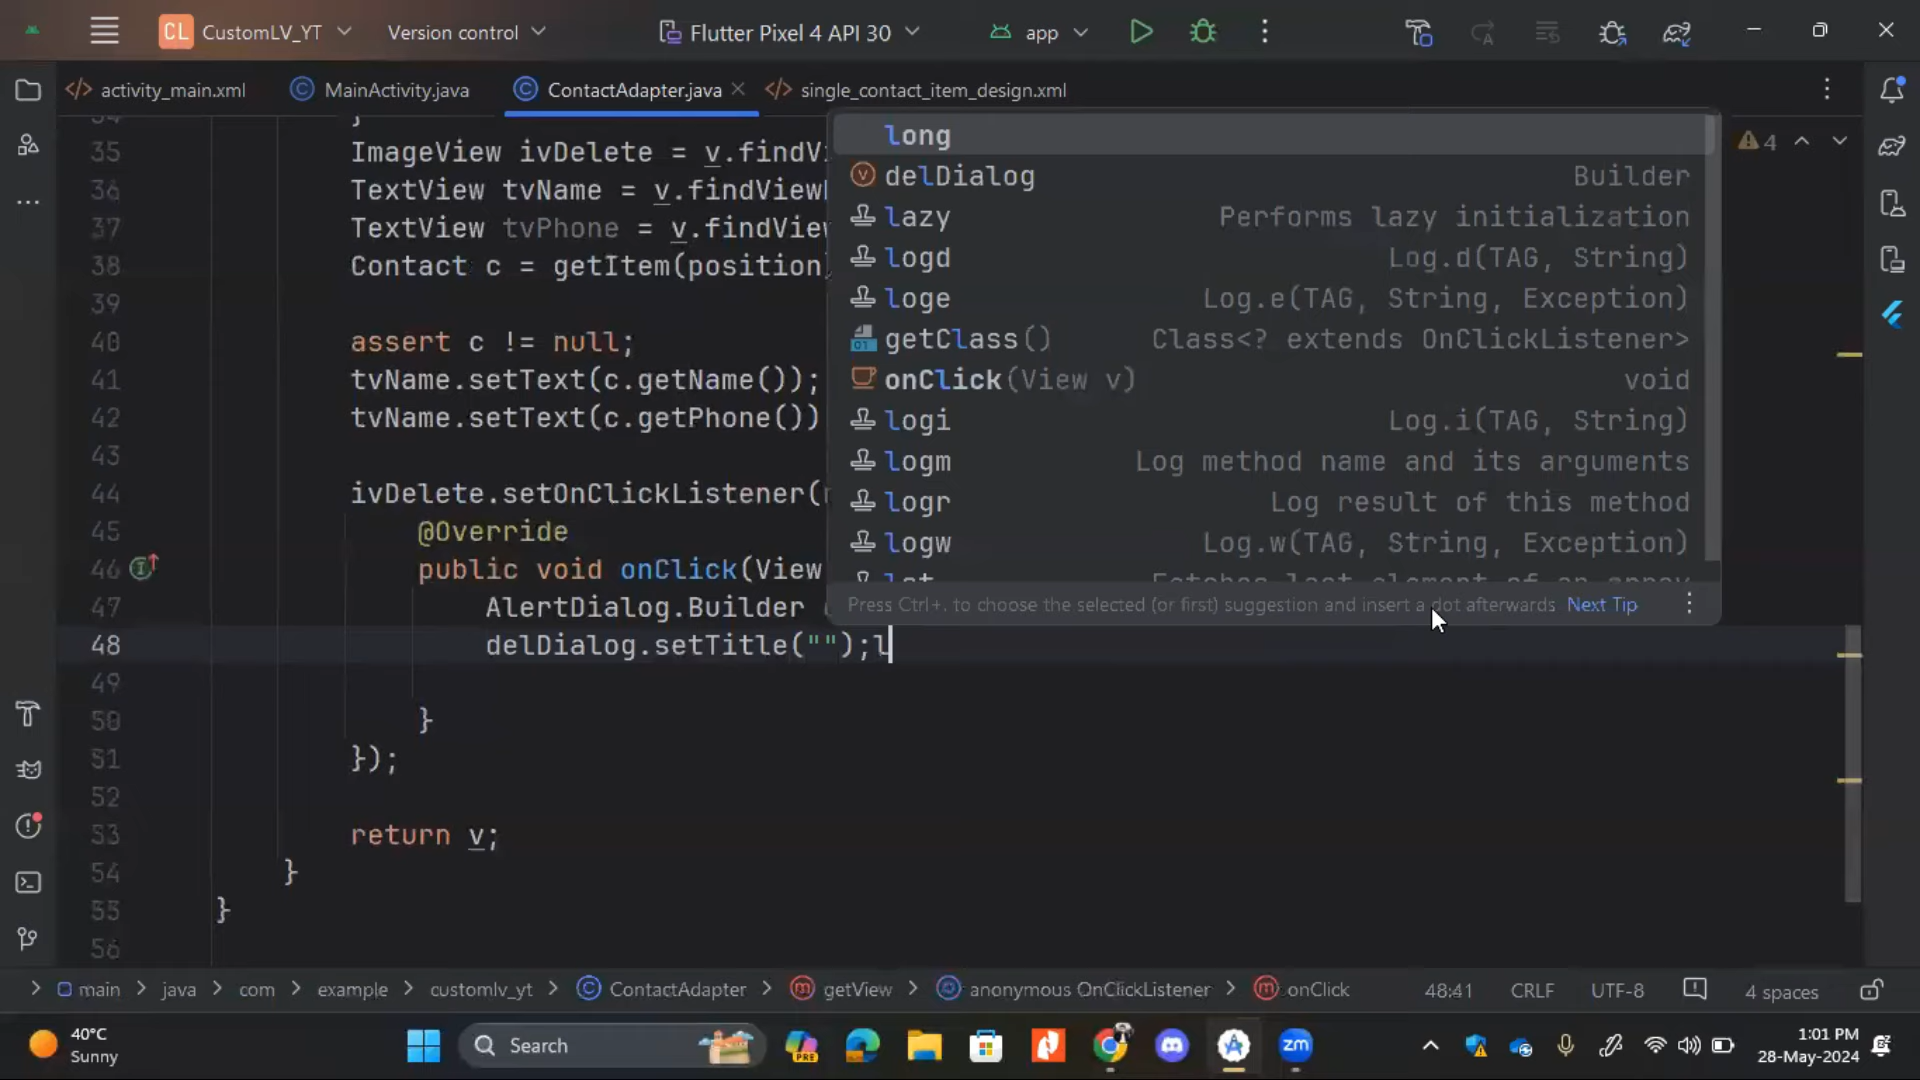 CL CustomLV_YT Version control Flutter Pixel 4 API 30 app
activity_main.xml MainActivity.java ContactAdapter.java single_contact_item_design.xml
4
35 ImageView ivDelete = v.findVi
36 TextView tvName = v.findViewB
37 TextView tvPhone = v.findView
38 Contact c = getItem(position)
39
40 assert c != null;
41 tvName.setText(c.getName());
42 tvName.setText(c.getPhone())
43
44 ivDelete.setOnClickListener(
45 @Override
46 public void onClick(View
47 AlertDialog.Builder
48 delDialog.setTitle("");l
49
50 }
51 });
52
53 return v;
54 }
55 }
56
long
delDialog Builder
lazy Performs lazy initialization
logd Log.d(TAG, String)
loge Log.e(TAG, String, Exception)
getClass() Class<? extends OnClickListener>
onClick(View v) void
logi Log.i(TAG, String)
logm Log method name and its arguments
logr Log result of this method
logw Log.w(TAG, String, Exception)
Press Ctrl+. to choose the selected (or first) suggestion and insert a dot afterwards Next Tip
main java com example customlv_yt ContactAdapter getView anonymous OnClickListener onClick 48:41 CRLF UTF-8 4 spaces
40°C
Sunny
Search
PRE
zm
1:01 PM
28-May-2024